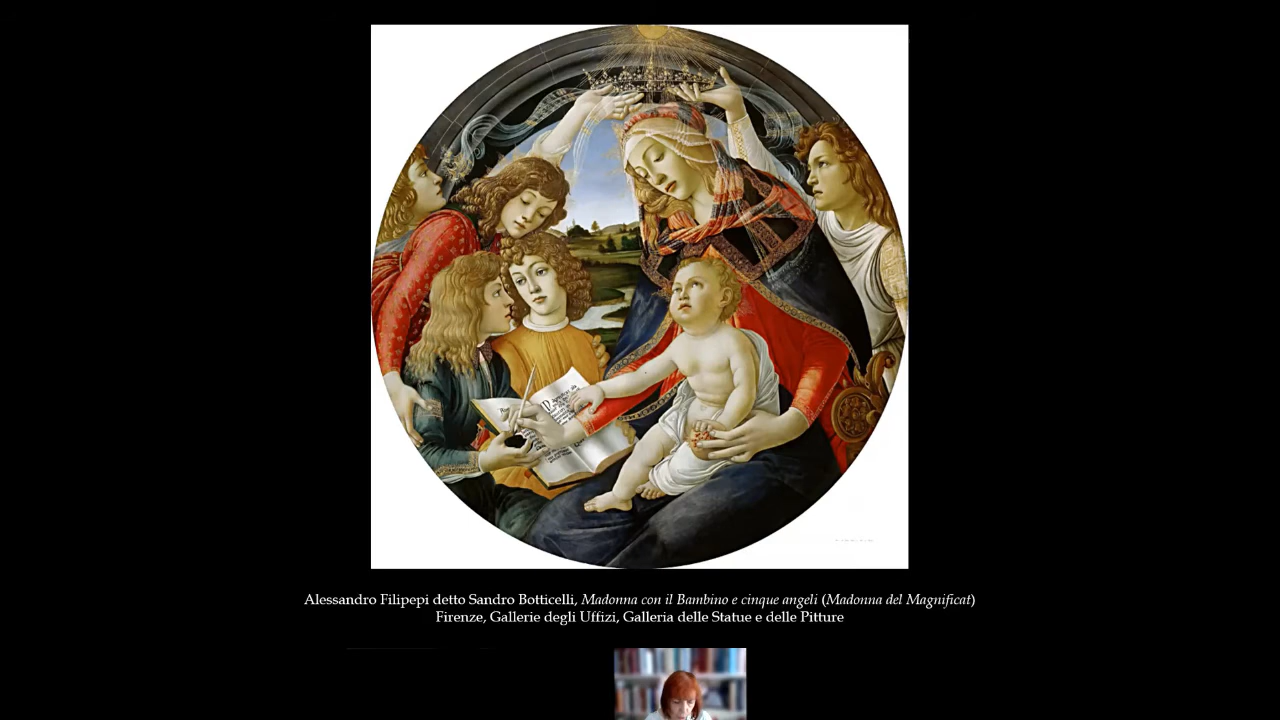 Alessandro Filipepi detto Sandro Botticelli, Madonna con il Bambino e cinque angeli (Madonna del Magnificat)
Firenze, Gallerie degli Uffizi, Galleria delle Statue e delle Pitture